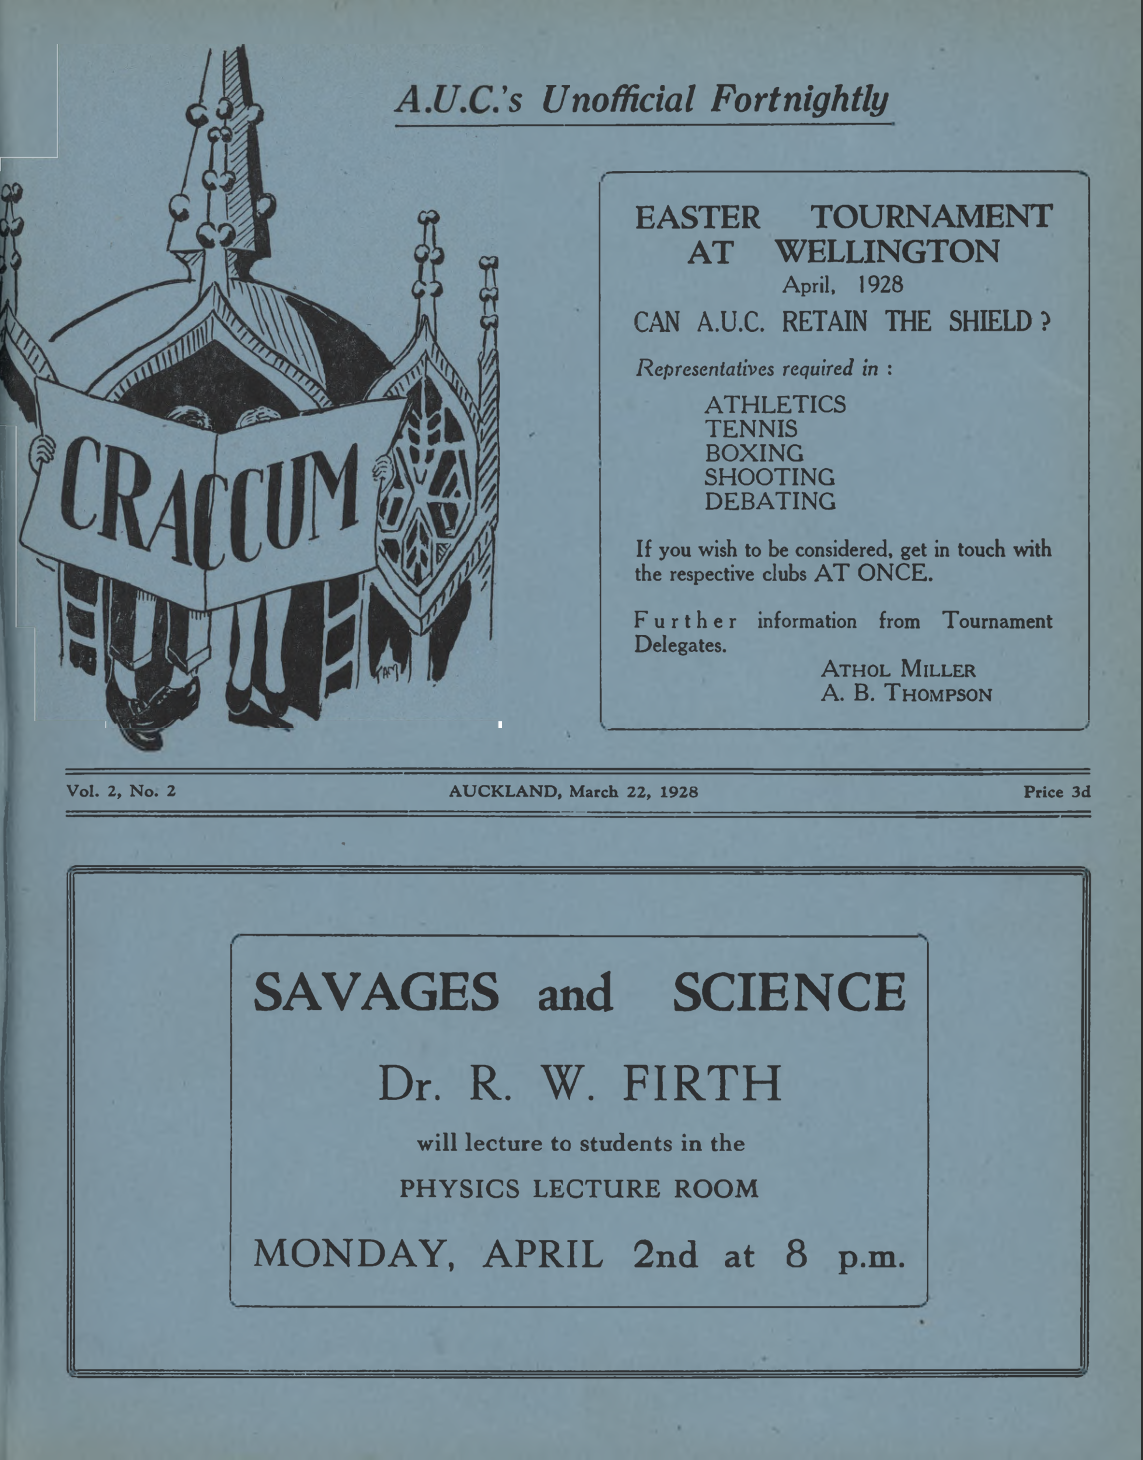 A.U.C.'s Unofficial Fortnightly
CRACCUM
EASTER TOURNAMENT
AT WELLINGTON
April, 1928
CAN A.U.C. RETAIN THE SHIELD ?
Representatives required in :
ATHLETICS
TENNIS
BOXING
SHOOTING
DEBATING
If you wish to be considered, get in touch with
the respective clubs AT ONCE.
Further information from Tournament
Delegates.
ATHOL MILLER
A. B. THOMPSON
Vol. 2, No. 2 AUCKLAND, March 22, 1928 Price 3d
SAVAGES and SCIENCE
Dr. R. W. FIRTH
will lecture to students in the
PHYSICS LECTURE ROOM
MONDAY, APRIL 2nd at 8 p.m.